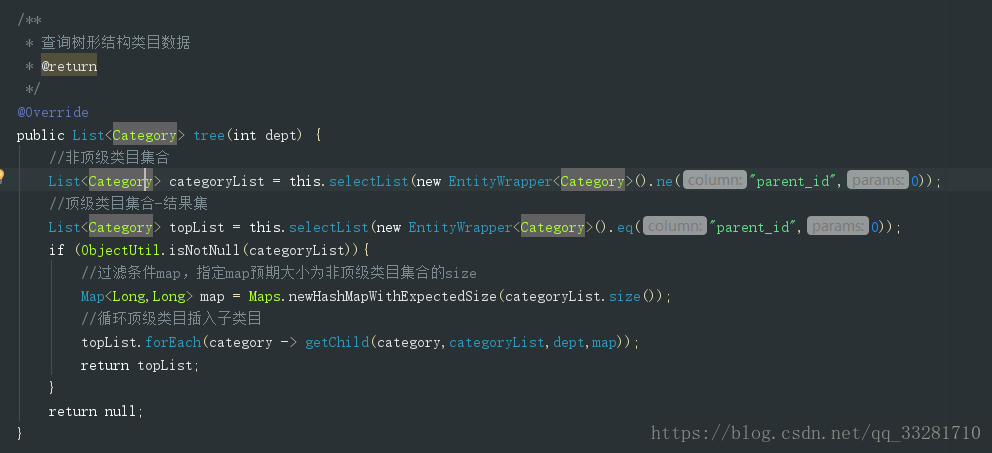 /**
 * 查询树形结构类目数据
 * @return
 */
@Override
public List<Category> tree(int dept) {
    //非顶级类目集合
    List<Category> categoryList = this.selectList(new EntityWrapper<Category>().ne( column: "parent_id", params: 0));
    //顶级类目集合-结果集
    List<Category> topList = this.selectList(new EntityWrapper<Category>().eq( column: "parent_id", params: 0));
    if (ObjectUtil.isNotNull(categoryList)){
        //过滤条件map，指定map预期大小为非顶级类目集合的size
        Map<Long,Long> map = Maps.newHashMapWithExpectedSize(categoryList.size());
        //循环顶级类目插入子类目
        topList.forEach(category -> getChild(category,categoryList,dept,map));
        return topList;
    }
    return null;
}
https://blog.csdn.net/qq_33281710